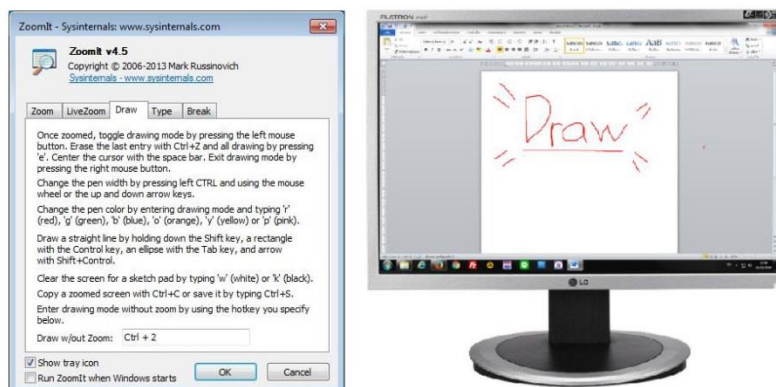 ZoomIt - Sysinternals: www.sysinternals.com
ZoomIt v4.5
Copyright © 2006-2013 Mark Russinovich
Sysinternals - www.sysinternals.com
Zoom LiveZoom Draw Type Break
Once zoomed, toggle drawing mode by pressing the left mouse
button. Erase the last entry with Ctrl+Z and all drawing by pressing
'e'. Center the cursor with the space bar. Exit drawing mode by
pressing the right mouse button.
Change the pen width by pressing left CTRL and using the mouse
wheel or the up and down arrow keys.
Change the pen color by entering drawing mode and typing 'r'
(red), 'g' (green), 'b' (blue), 'o' (orange), 'y' (yellow) or 'p' (pink).
Draw a straight line by holding down the Shift key, a rectangle
with the Control key, an ellipse with the Tab key, and arrow
with Shift+Control.
Clear the screen for a sketch pad by typing 'w' (white) or 'k' (black).
Copy a zoomed screen with Ctrl+C or save it by typing Ctrl+S.
Enter drawing mode without zoom by using the hotkey you specify
below.
Draw w/out Zoom: Ctrl + 2
Show tray icon
Run ZoomIt when Windows starts
OK Cancel
Draw
LG